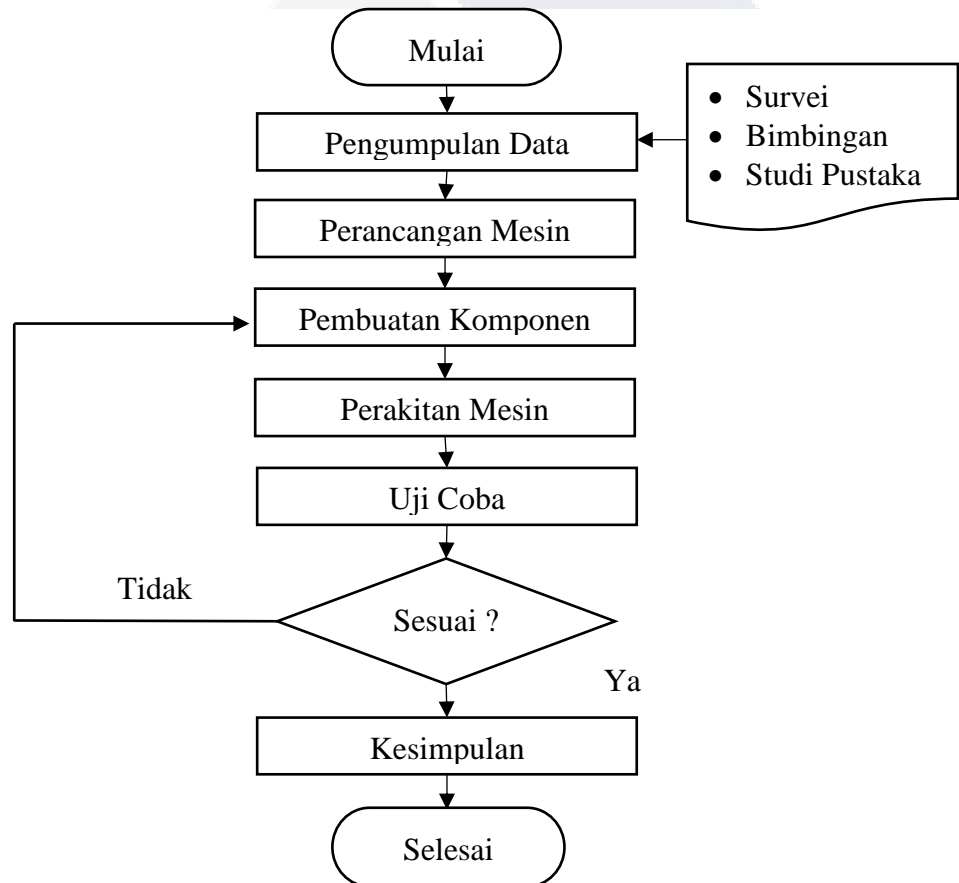 Mulai
Pengumpulan Data
• Survei
• Bimbingan
• Studi Pustaka
Perancangan Mesin
Pembuatan Komponen
Perakitan Mesin
Uji Coba
Tidak
Sesuai ?
Ya
Kesimpulan
Selesai